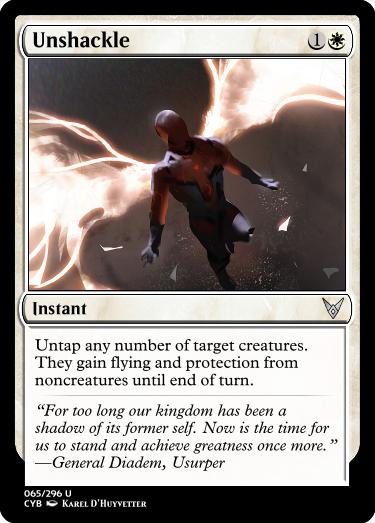 Unshackle 1
Instant
Untap any number of target creatures.
They gain flying and protection from
noncreatures until end of turn.
“For too long our kingdom has been a
shadow of its former self. Now is the time for
us to stand and achieve greatness once more.”
—General Diadem, Usurper
065/296 U
CYB Karel D'Huyvetter